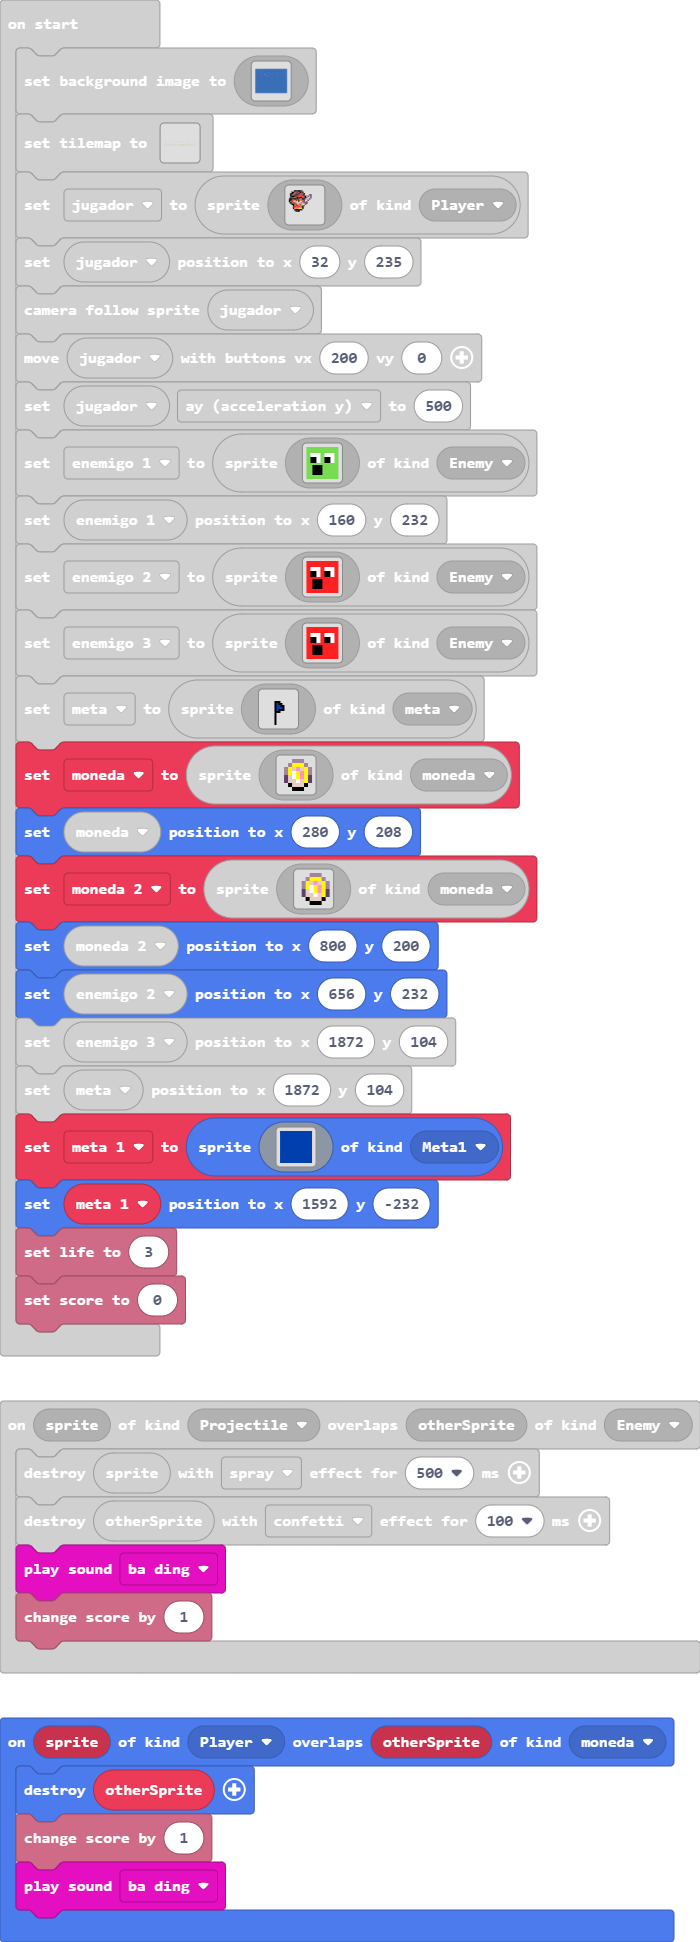 on start
set background image to
set tilemap to
set jugador to sprite of kind Player
set jugador position to x 32 y 235
camera follow sprite jugador
move jugador with buttons vx 200 vy 0
set jugador ay (acceleration y) to 500
set enemigo 1 to sprite of kind Enemy
set enemigo 1 position to x 160 y 232
set enemigo 2 to sprite of kind Enemy
set enemigo 3 to sprite of kind Enemy
set meta to sprite of kind meta
set moneda to sprite of kind moneda
set moneda position to x 280 y 208
set moneda 2 to sprite of kind moneda
set moneda 2 position to x 800 y 200
set enemigo 2 position to x 656 y 232
set enemigo 3 position to x 1872 y 104
set meta position to x 1872 y 104
set meta 1 to sprite of kind Meta1
set meta 1 position to x 1592 y -232
set life to 3
set score to 0
on sprite of kind Projectile overlaps otherSprite of kind Enemy
destroy sprite with spray effect for 500 ms
destroy otherSprite with confetti effect for 100 ms
play sound ba ding
change score by 1
on sprite of kind Player overlaps otherSprite of kind moneda
destroy otherSprite
change score by 1
play sound ba ding